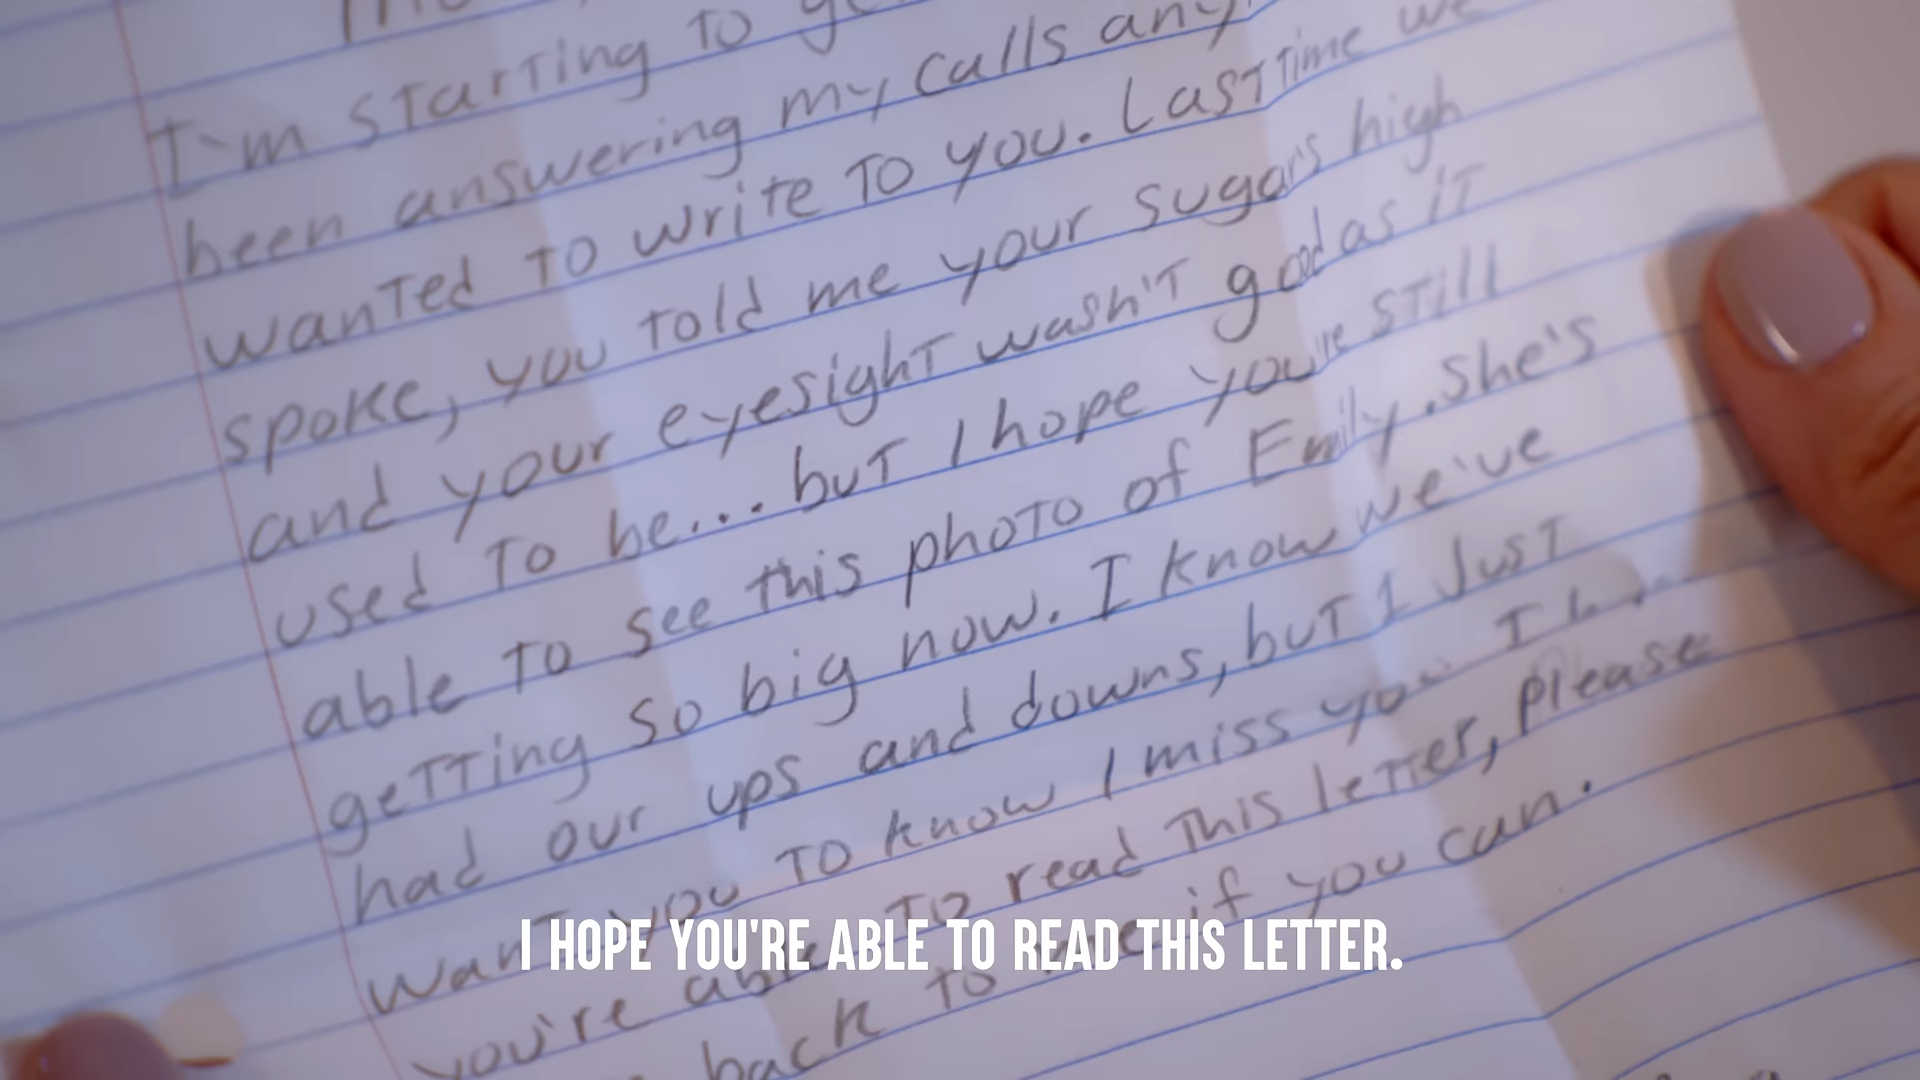 I'm starting to
been answering my calls
wanted to write to you. Last time we
spoke, you told me your sugar's high
and your eyesight wasn't good as it
used to be... but I hope you're still
able to see this photo of Emily. She's
getting so big now. I know we've
had our ups and downs, but I just
want you to know I miss you I
you're able to read this letter, please
back to me if you can.
I HOPE YOU'RE ABLE TO READ THIS LETTER.